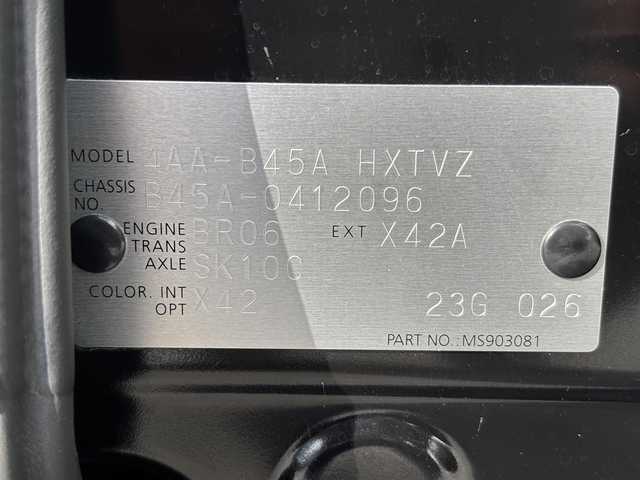 MODEL 4AA-B45A HXTVZ
CHASSIS NO. B45A-0412096
ENGINE BR06 EXT X42A
TRANS AXLE SK10C
COLOR. INT OPT X42 23G 026
PART NO.:MS903081